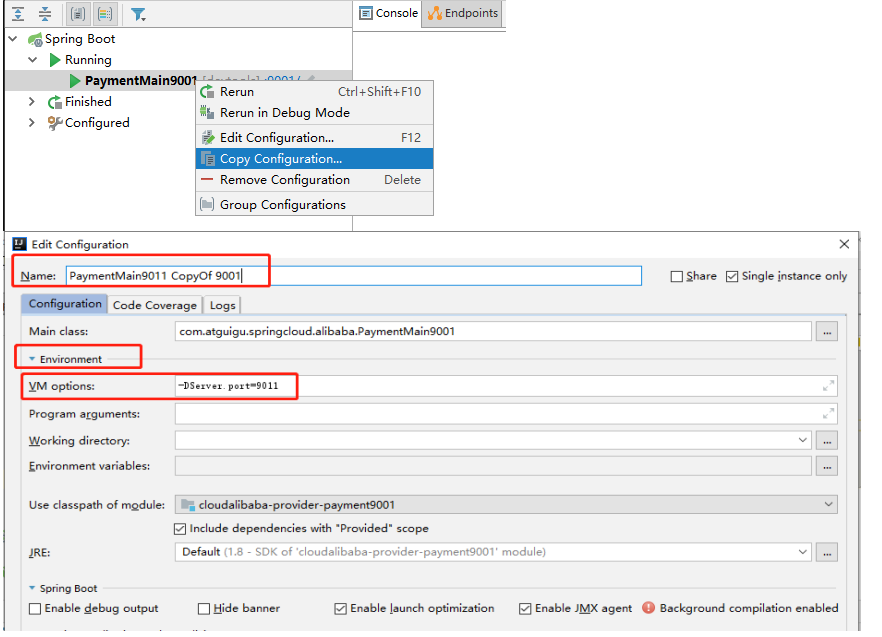 Console Endpoints
Spring Boot
Running
PaymentMain9001 [devtools] :9001/
Rerun Ctrl+Shift+F10
Rerun in Debug Mode
Finished
Configured
Edit Configuration... F12
Copy Configuration...
Remove Configuration Delete
Group Configurations
Edit Configuration
Name: PaymentMain9011 CopyOf 9001
Share Single instance only
Configuration Code Coverage Logs
Main class: com.atguigu.springcloud.alibaba.PaymentMain9001 ...
Environment
VM options: -DServer.port=9011
Program arguments:
Working directory: ...
Environment variables: ...
Use classpath of module: cloudalibaba-provider-payment9001
Include dependencies with "Provided" scope
JRE: Default (1.8 - SDK of 'cloudalibaba-provider-payment9001' module) ...
Spring Boot
Enable debug output Hide banner Enable launch optimization Enable JMX agent Background compilation enabled